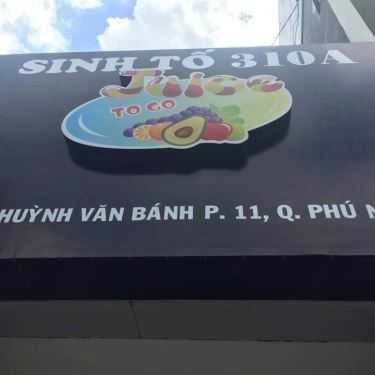 SINH TỐ 310A
Juice
TO GO
HUỲNH VĂN BÁNH P. 11, Q. PHÚ N